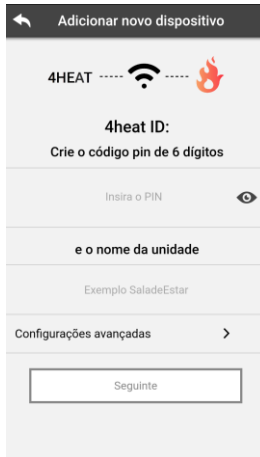 Adicionar novo dispositivo
4HEAT
4heat ID:
Crie o código pin de 6 dígitos
Insira o PIN
e o nome da unidade
Exemplo SaladeEstar
Configurações avançadas
Seguinte